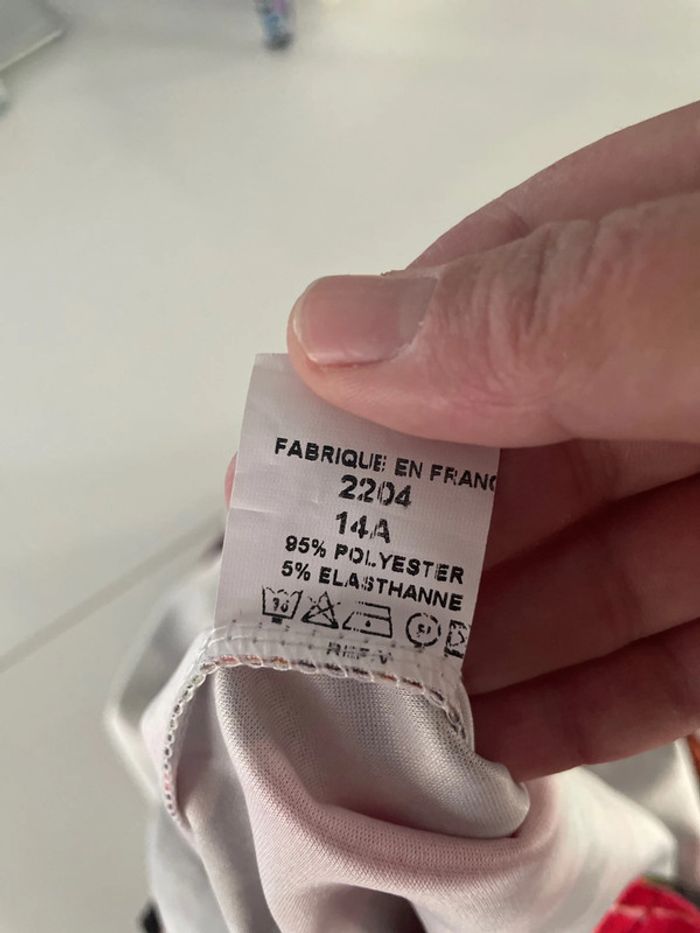 FABRIQUE EN FRANC
2204
14A
95% POLYESTER
5% ELASTHANNE